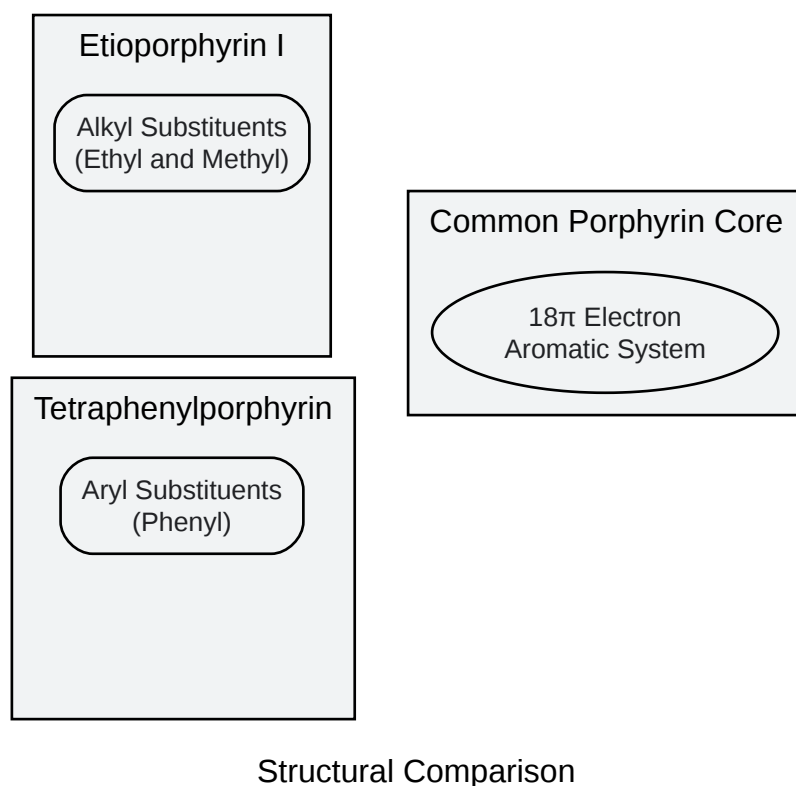 Etioporphyrin I
Alkyl Substituents
(Ethyl and Methyl)
Common Porphyrin Core
18π Electron
Aromatic System
Tetraphenylporphyrin
Aryl Substituents
(Phenyl)
Structural Comparison